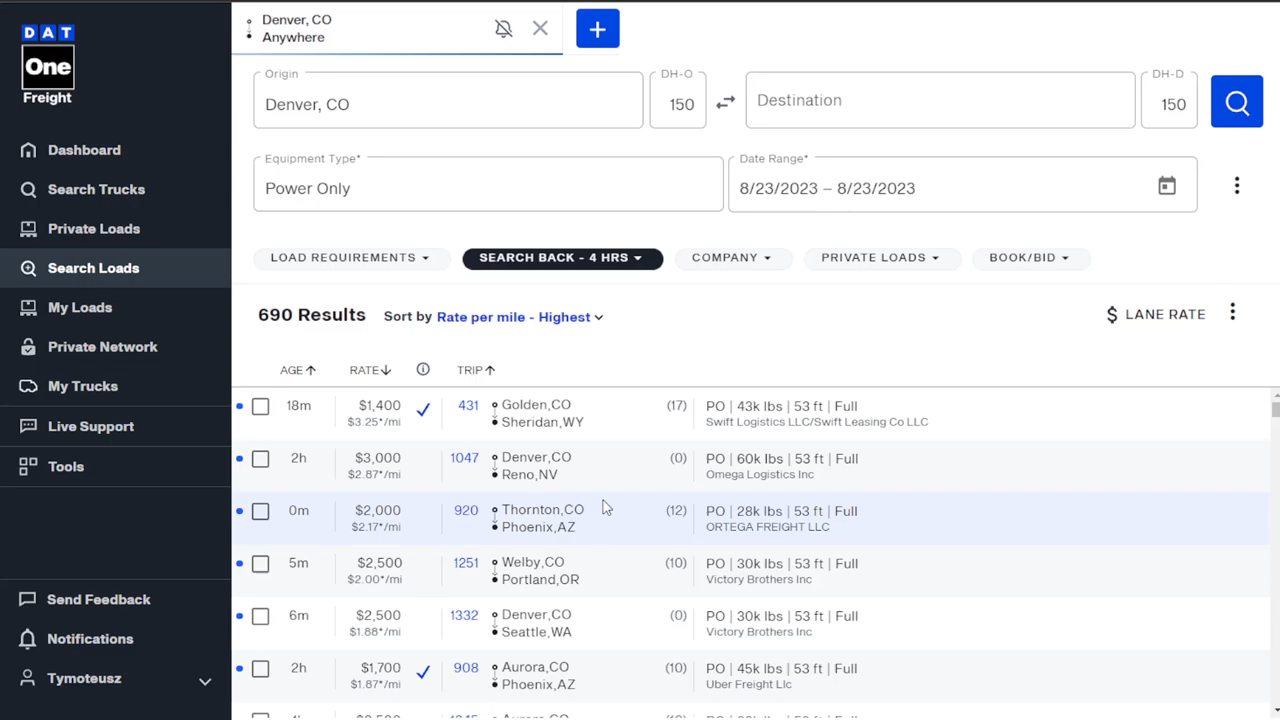 DAT
One
Freight
Dashboard
Search Trucks
Private Loads
Search Loads
My Loads
Private Network
My Trucks
Live Support
Tools
Send Feedback
Notifications
Tymoteusz
Denver, CO
Anywhere
Origin
Denver, CO
DH-O
150
Destination
DH-D
150
Equipment Type*
Power Only
Date Range*
8/23/2023 – 8/23/2023
LOAD REQUIREMENTS
SEARCH BACK - 4 HRS
COMPANY
PRIVATE LOADS
BOOK/BID
690 Results
Sort by Rate per mile - Highest
$ LANE RATE
AGE RATE TRIP
18m $1,400 431 Golden,CO (17) PO | 43k lbs | 53 ft | Full
$3.25*/mi Sheridan,WY Swift Logistics LLC/Swift Leasing Co LLC
2h $3,000 1047 Denver,CO (0) PO | 60k lbs | 53 ft | Full
$2.87*/mi Reno,NV Omega Logistics Inc
0m $2,000 920 Thornton,CO (12) PO | 28k lbs | 53 ft | Full
$2.17*/mi Phoenix,AZ ORTEGA FREIGHT LLC
5m $2,500 1251 Welby,CO (10) PO | 30k lbs | 53 ft | Full
$2.00*/mi Portland,OR Victory Brothers Inc
6m $2,500 1332 Denver,CO (0) PO | 30k lbs | 53 ft | Full
$1.88*/mi Seattle,WA Victory Brothers Inc
2h $1,700 908 Aurora,CO (10) PO | 45k lbs | 53 ft | Full
$1.87*/mi Phoenix,AZ Uber Freight Llc